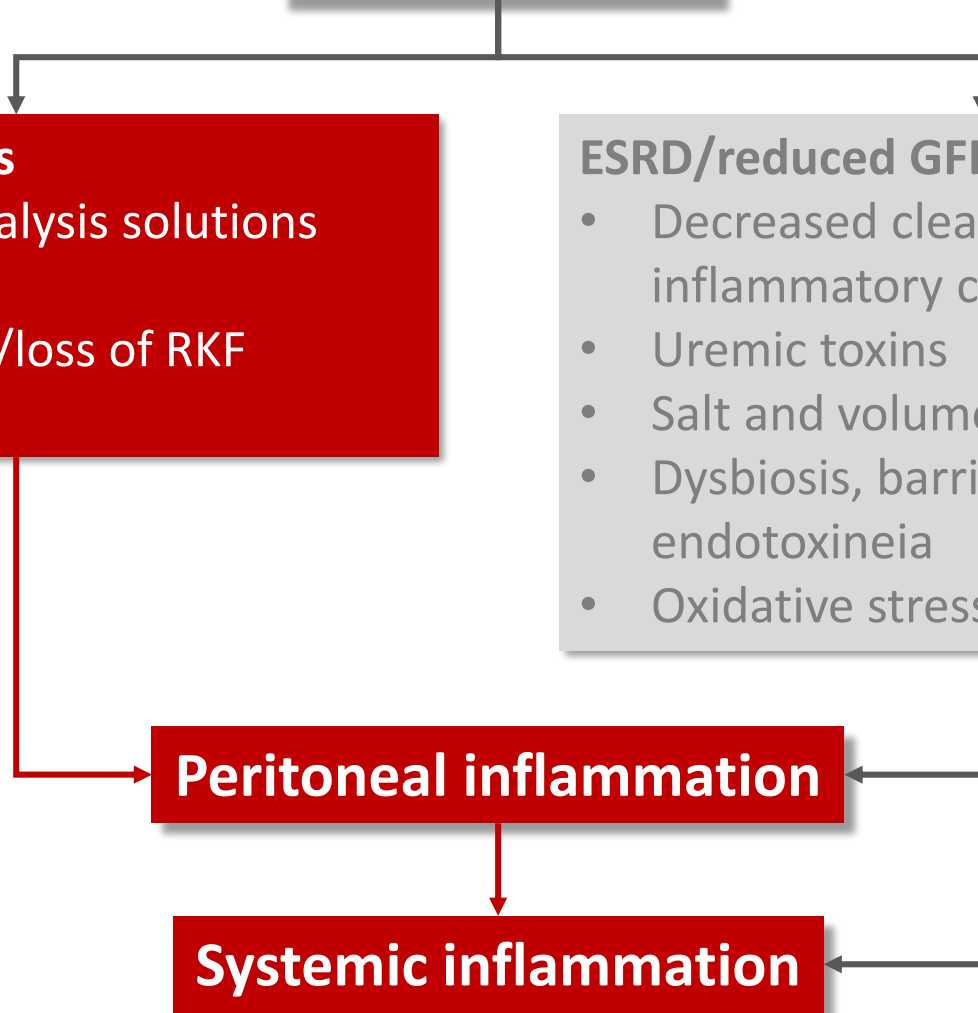 s
alysis solutions
/loss of RKF
ESRD/reduced GF
• Decreased clea
inflammatory c
• Uremic toxins
• Salt and volum
• Dysbiosis, barri
endotoxineia
• Oxidative stress
Peritoneal inflammation
Systemic inflammation